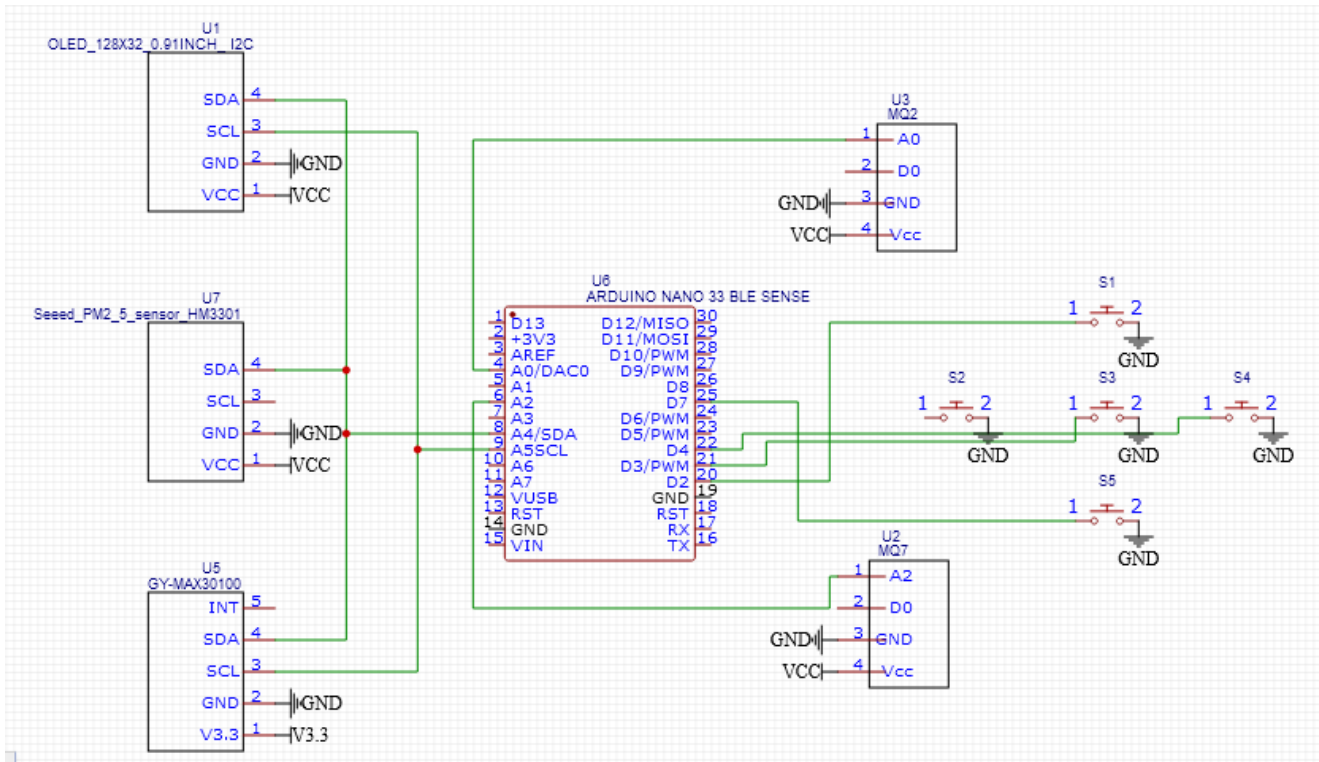 U1
OLED_128X32_0.91INCH_ I2C
SDA 4
SCL 3
GND 2 GND
VCC 1 VCC
U7
Seeed_PM2_5_sensor_HM3301
SDA 4
SCL 3
GND 2 GND
VCC 1 VCC
U5
GY-MAX30100
INT 5
SDA 4
SCL 3
GND 2 GND
V3.3 1 V3.3
U6
ARDUINO NANO 33 BLE SENSE
1 D13 D12/MISO 30
2 +3V3 D11/MOSI 29
3 AREF D10/PWM 28
4 A0/DAC0 D9/PWM 27
5 A1 D8 26
6 A2 D7 25
7 A3 D6/PWM 24
8 A4/SDA D5/PWM 23
9 A5SCL D4 22
10 A6 D3/PWM 21
11 A7 D2 20
12 VUSB GND 19
13 RST RST 18
14 GND RX 17
15 VIN TX 16
U3
MQ2
1 A0
2 D0
GND 3 GND
VCC 4 Vcc
S1
1 2
GND
S2
1 2
GND
S3
1 2
GND
S4
1 2
GND
S5
1 2
GND
U2
MQ7
1 A2
2 D0
GND 3 GND
VCC 4 Vcc